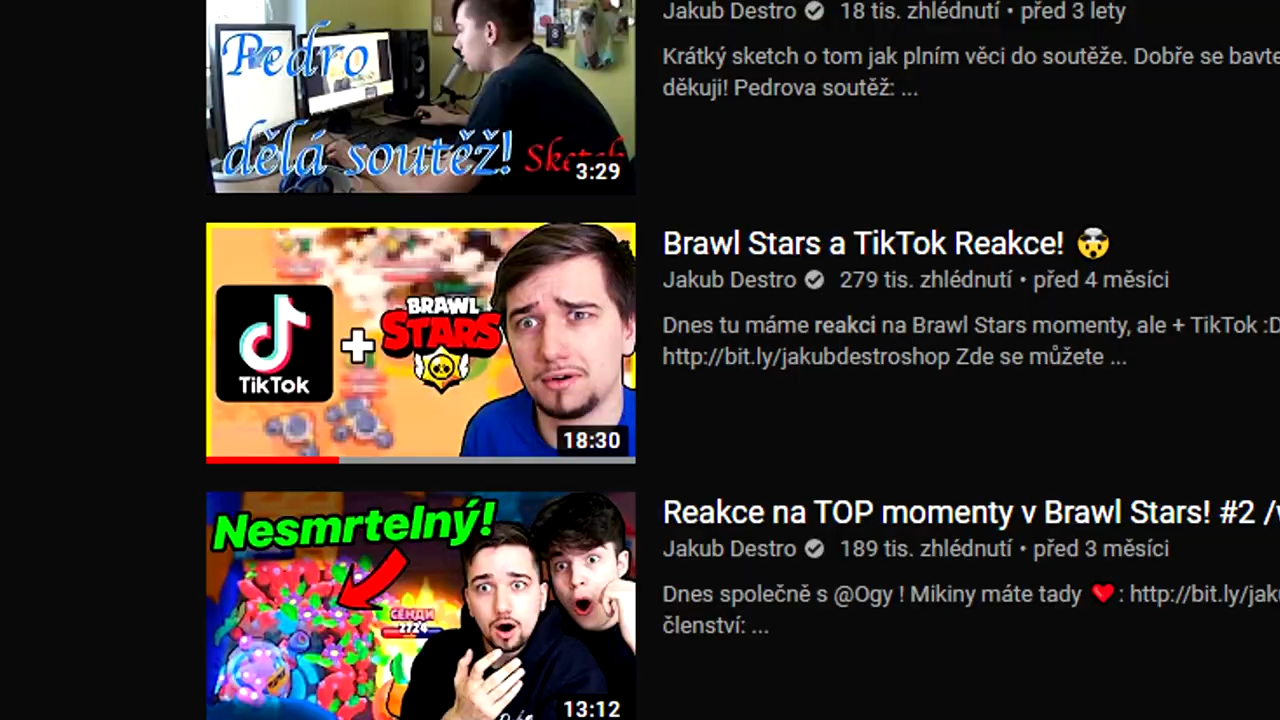 Pedro
dělá soutěž! Sketch
3:29
Jakub Destro 18 tis. zhlédnutí • před 3 lety
Krátký sketch o tom jak plním věci do soutěže. Dobře se bavte
děkuji! Pedrova soutěž: ...
TikTok
+
BRAWL
STARS
18:30
Brawl Stars a TikTok Reakce! 🤯
Jakub Destro 279 tis. zhlédnutí • před 4 měsíci
Dnes tu máme reakci na Brawl Stars momenty, ale + TikTok :D
http://bit.ly/jakubdestroshop Zde se můžete ...
Nesmrtelný!
СЕНДИ
2724
13:12
Reakce na TOP momenty v Brawl Stars! #2 /w
Jakub Destro 189 tis. zhlédnutí • před 3 měsíci
Dnes společně s @Ogy ! Mikiny máte tady ❤ : http://bit.ly/jaku
členství: ...